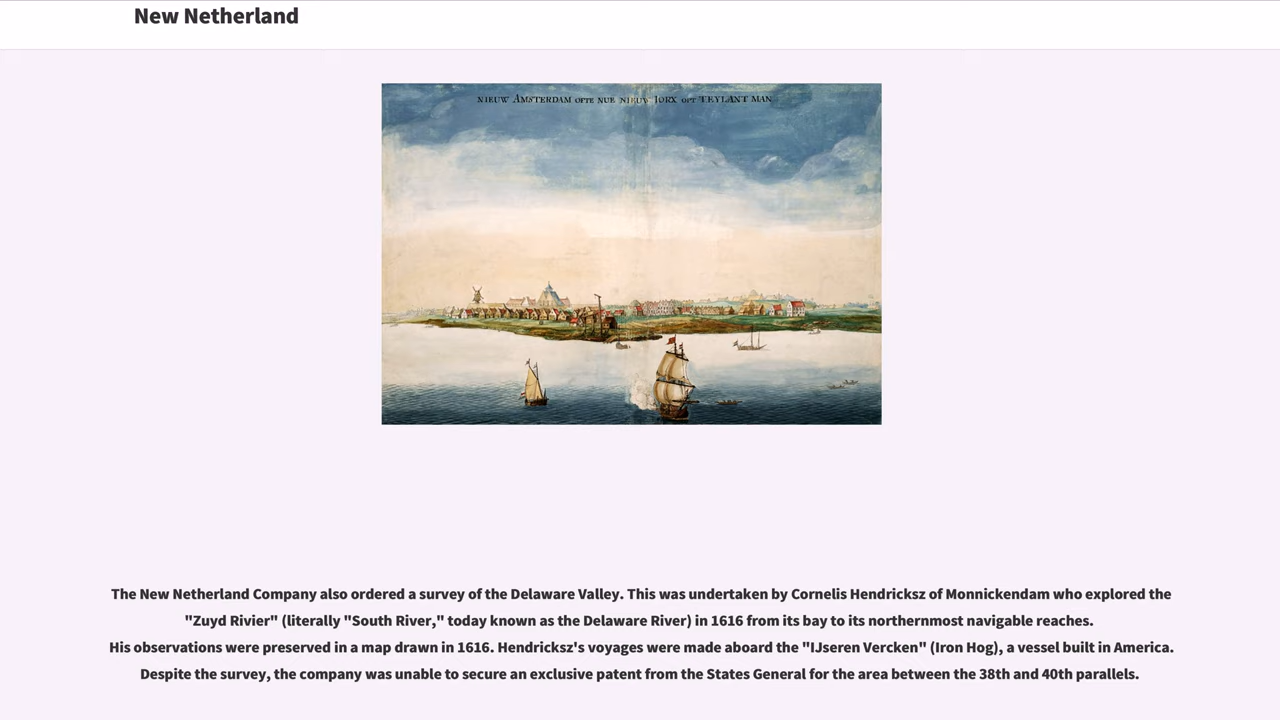 New Netherland
NIEUW AMSTERDAM OFTE NUE NIEUW IORX OPT TEYLANT MAN
The New Netherland Company also ordered a survey of the Delaware Valley. This was undertaken by Cornelis Hendricksz of Monnickendam who explored the
"Zuyd Rivier" (literally "South River," today known as the Delaware River) in 1616 from its bay to its northernmost navigable reaches.
His observations were preserved in a map drawn in 1616. Hendricksz's voyages were made aboard the "IJseren Vercken" (Iron Hog), a vessel built in America.
Despite the survey, the company was unable to secure an exclusive patent from the States General for the area between the 38th and 40th parallels.